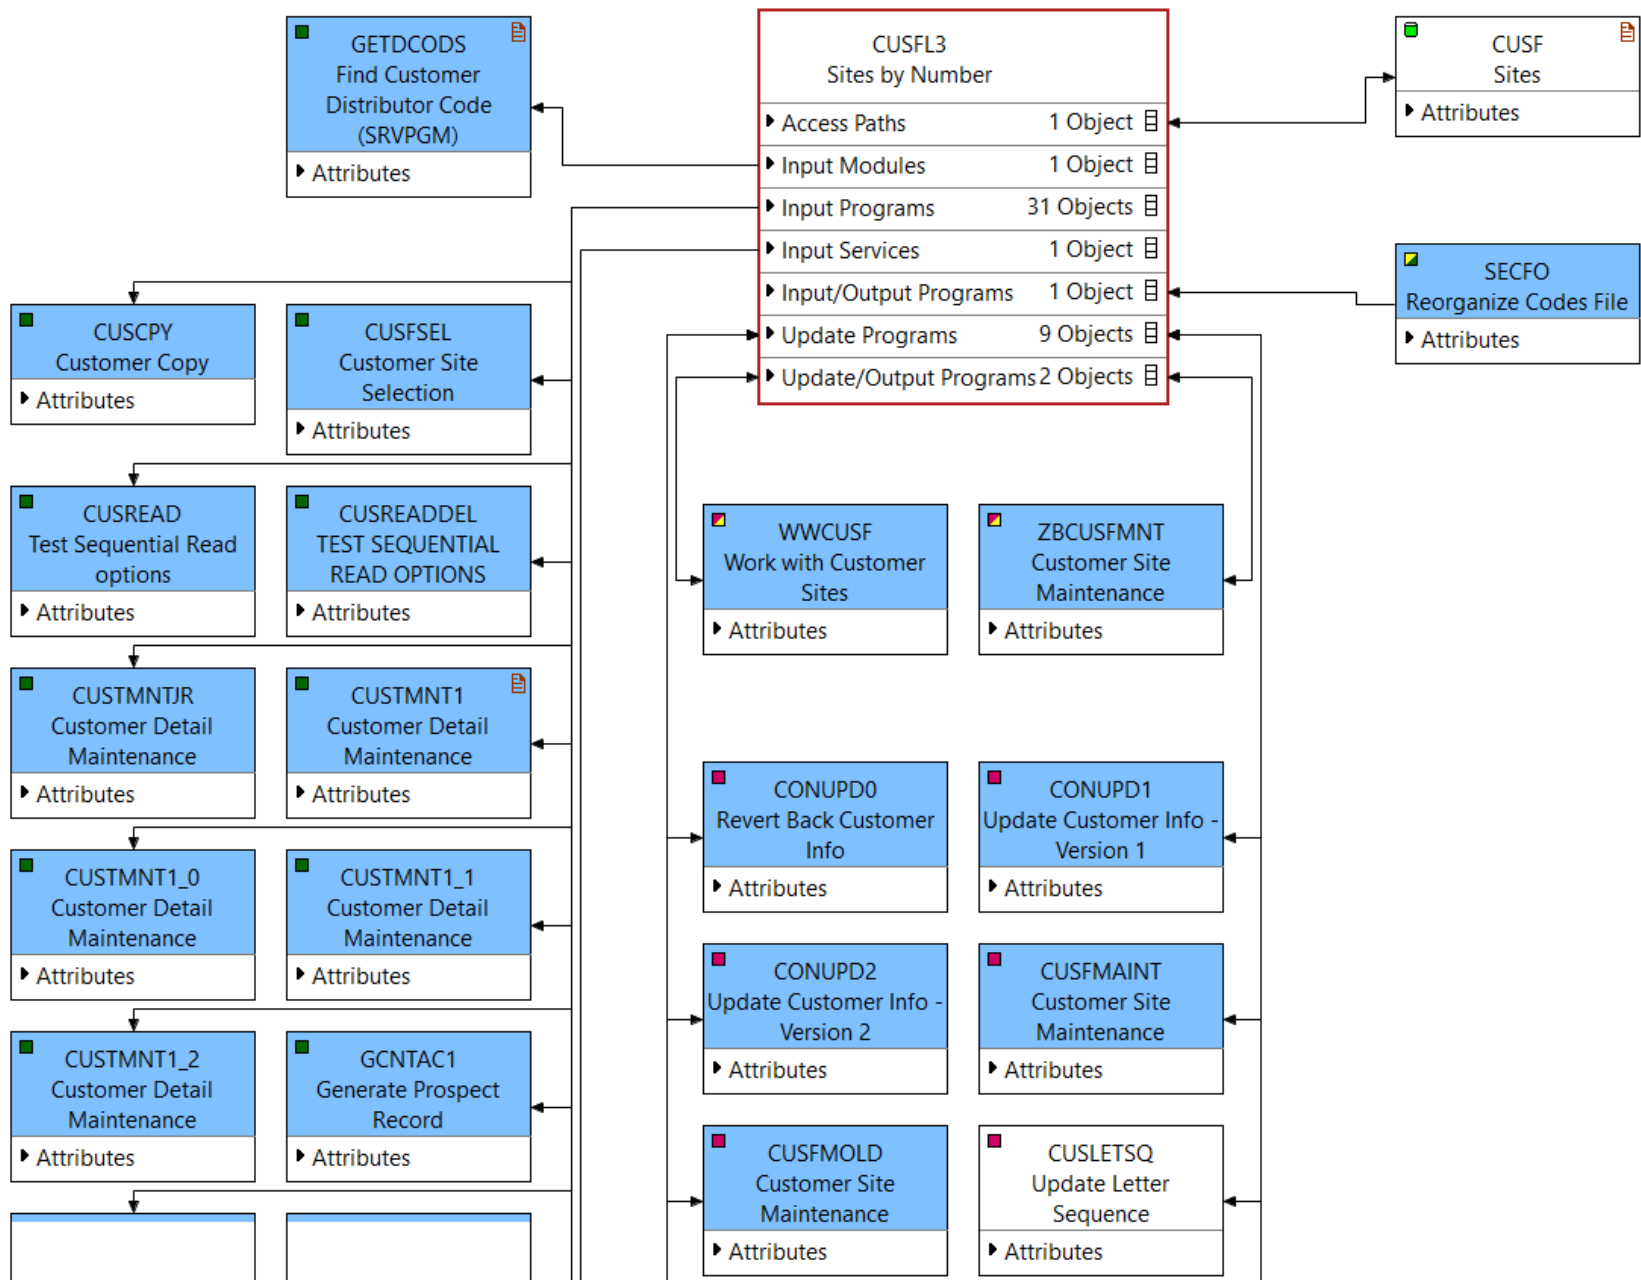 GETDCODS
Find Customer
Distributor Code
(SRVPGM)
Attributes
CUSFL3
Sites by Number
Access Paths 1 Object
Input Modules 1 Object
Input Programs 31 Objects
Input Services 1 Object
Input/Output Programs 1 Object
Update Programs 9 Objects
Update/Output Programs 2 Objects
CUSF
Sites
Attributes
SECFO
Reorganize Codes File
Attributes
CUSCPY
Customer Copy
Attributes
CUSFSEL
Customer Site
Selection
Attributes
CUSREAD
Test Sequential Read
options
Attributes
CUSREADDEL
TEST SEQUENTIAL
READ OPTIONS
Attributes
WWCUSF
Work with Customer
Sites
Attributes
ZBCUSFMNT
Customer Site
Maintenance
Attributes
CUSTMNTJR
Customer Detail
Maintenance
Attributes
CUSTMNT1
Customer Detail
Maintenance
Attributes
CONUPD0
Revert Back Customer
Info
Attributes
CONUPD1
Update Customer Info -
Version 1
Attributes
CUSTMNT1_0
Customer Detail
Maintenance
Attributes
CUSTMNT1_1
Customer Detail
Maintenance
Attributes
CONUPD2
Update Customer Info -
Version 2
Attributes
CUSFMAINT
Customer Site
Maintenance
Attributes
CUSTMNT1_2
Customer Detail
Maintenance
Attributes
GCNTAC1
Generate Prospect
Record
Attributes
CUSFMOLD
Customer Site
Maintenance
Attributes
CUSLETSQ
Update Letter
Sequence
Attributes